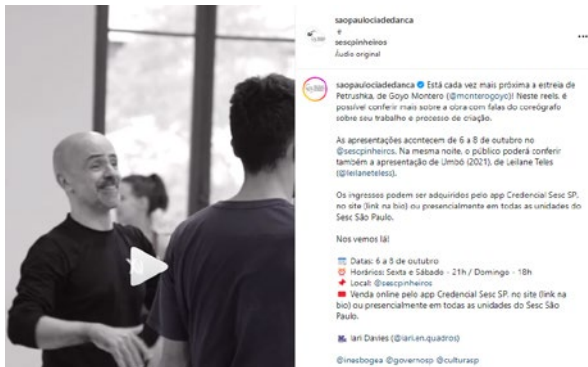 saopaulociadedanca
e
sescpinheiros
Áudio original
saopaulociadedanca Está cada vez mais próxima a estreia de
Petrushka, de Goyo Montero (@monterogoyo)! Neste reels, é
possível conferir mais sobre a obra com falas do coreógrafo
sobre seu trabalho e processo de criação.
As apresentações acontecem de 6 a 8 de outubro no
@sescpinheiros. Na mesma noite, o público poderá conferir
também a apresentação de Umbó (2021), de Leilane Teles
(@leilaneteless).
Os ingressos podem ser adquiridos pelo app Credencial Sesc SP,
no site (link na bio) ou presencialmente em todas as unidades do
Sesc São Paulo.
Nos vemos lá!
Datas: 6 a 8 de outubro
Horários: Sexta e Sábado - 21h / Domingo - 18h
Local: @sescpinheiros
Venda online pelo app Credencial Sesc SP, no site (link na
bio) ou presencialmente em todas as unidades do Sesc São
Paulo.
Iari Davies (@iari.en.quadros)
@inesbogea @governosp @culturasp